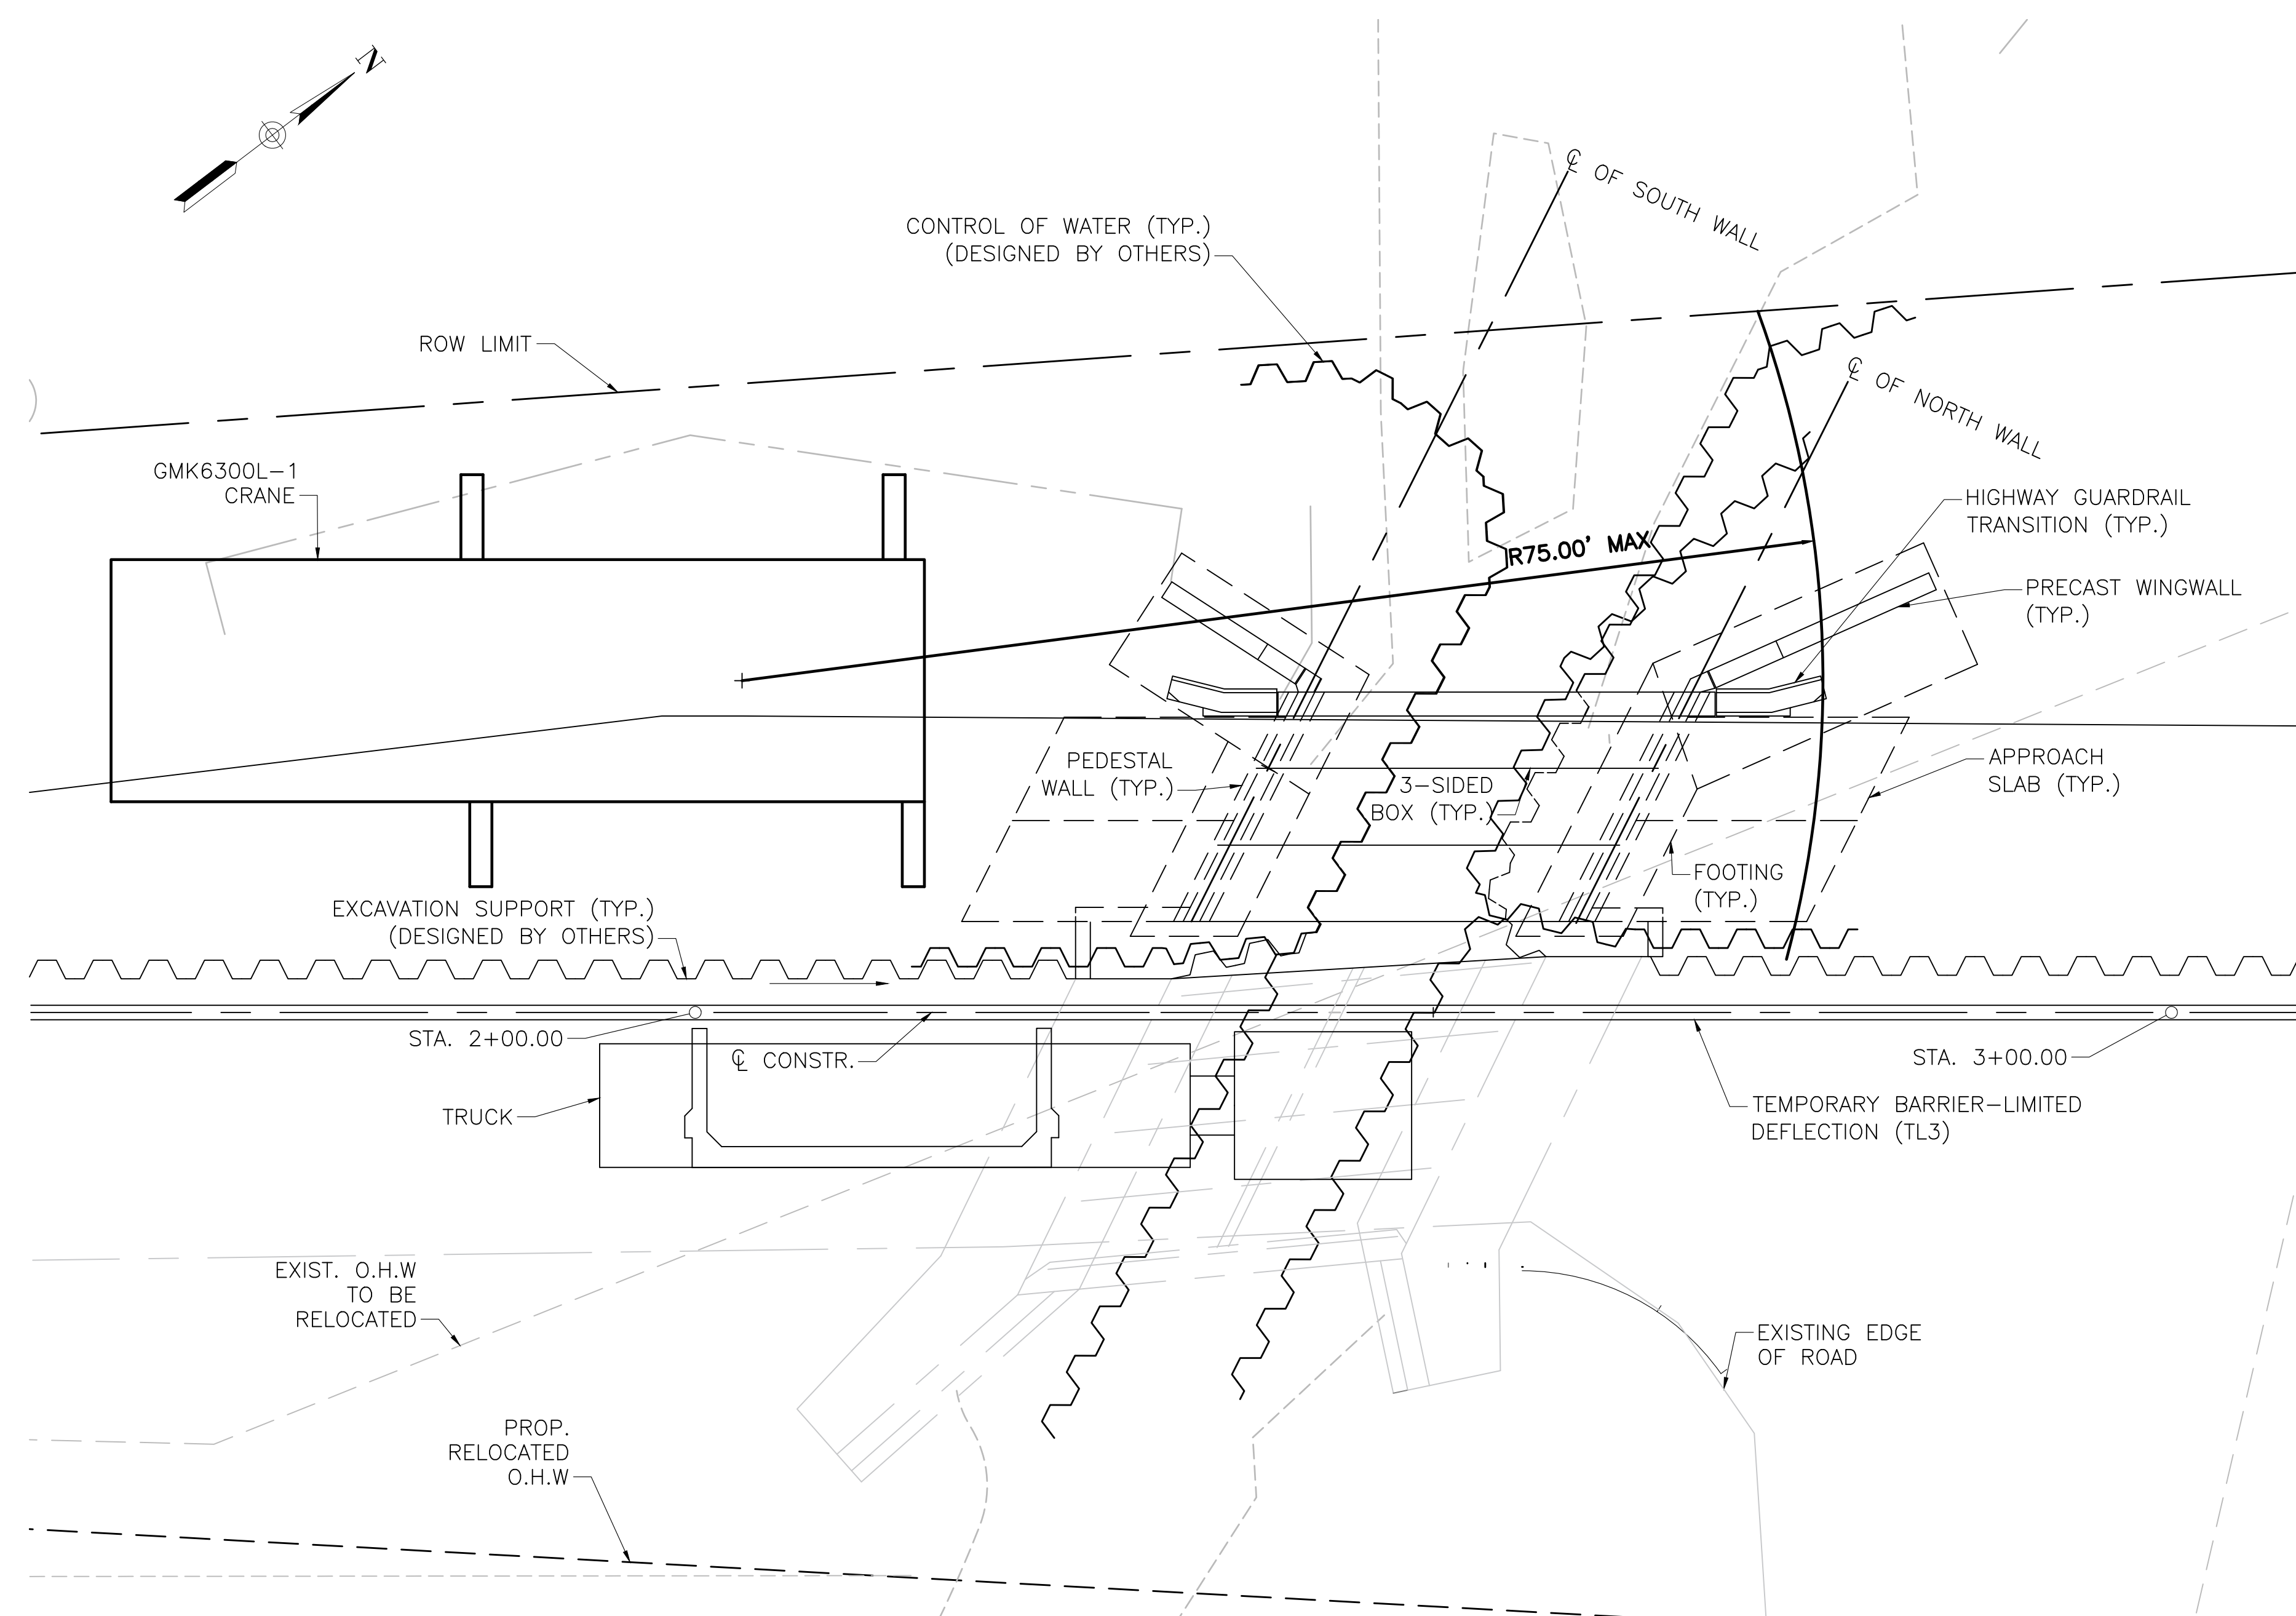 N
℄ OF SOUTH WALL
CONTROL OF WATER (TYP.)
(DESIGNED BY OTHERS)
ROW LIMIT
℄ OF NORTH WALL
GMK6300L-1
CRANE
HIGHWAY GUARDRAIL
TRANSITION (TYP.)
R75.00' MAX
PRECAST WINGWALL
(TYP.)
PEDESTAL
WALL (TYP.)
3-SIDED
BOX (TYP.)
APPROACH
SLAB (TYP.)
FOOTING
(TYP.)
EXCAVATION SUPPORT (TYP.)
(DESIGNED BY OTHERS)
STA. 2+00.00
℄ CONSTR.
STA. 3+00.00
TRUCK
TEMPORARY BARRIER-LIMITED
DEFLECTION (TL3)
EXIST. O.H.W
TO BE
RELOCATED
EXISTING EDGE
OF ROAD
PROP.
RELOCATED
O.H.W